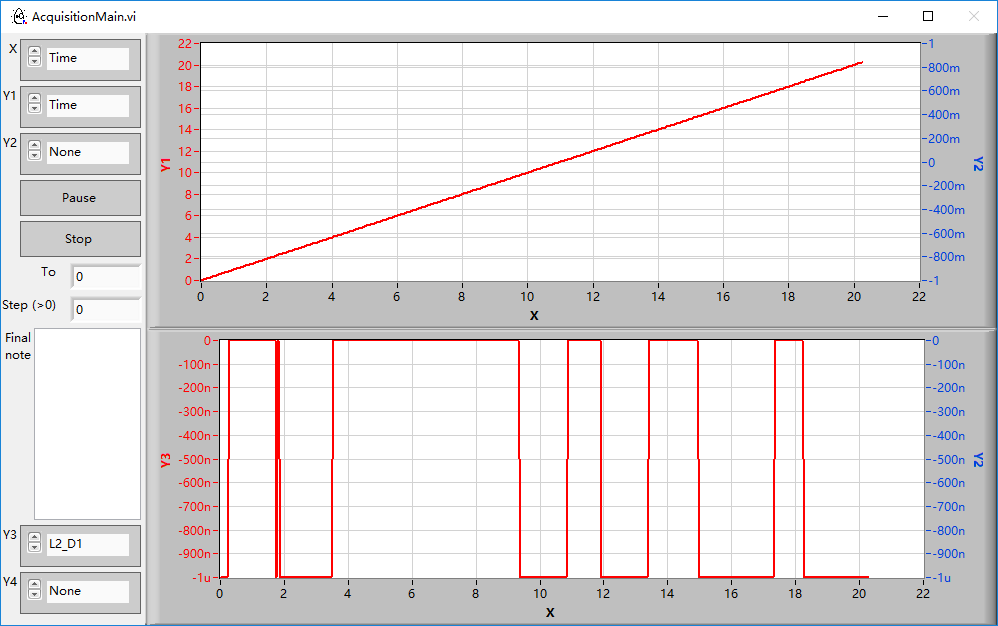 AcquisitionMain.vi
X Time
Y1 Time
Y2 None
Pause
Stop
To 0
Step (>0) 0
Final
note
Y3 L2_D1
Y4 None
22
20
18
16
14
12
10
8
6
4
2
0
Y1
1
800m
600m
400m
200m
0
-200m
-400m
-600m
-800m
-1
Y2
0 2 4 6 8 10 12 14 16 18 20 22
X
0
-100n
-200n
-300n
-400n
-500n
-600n
-700n
-800n
-900n
-1u
Y3
-0
-100n
-200n
-300n
-400n
-500n
-600n
-700n
-800n
-900n
-1u
Y2
0 2 4 6 8 10 12 14 16 18 20 22
X